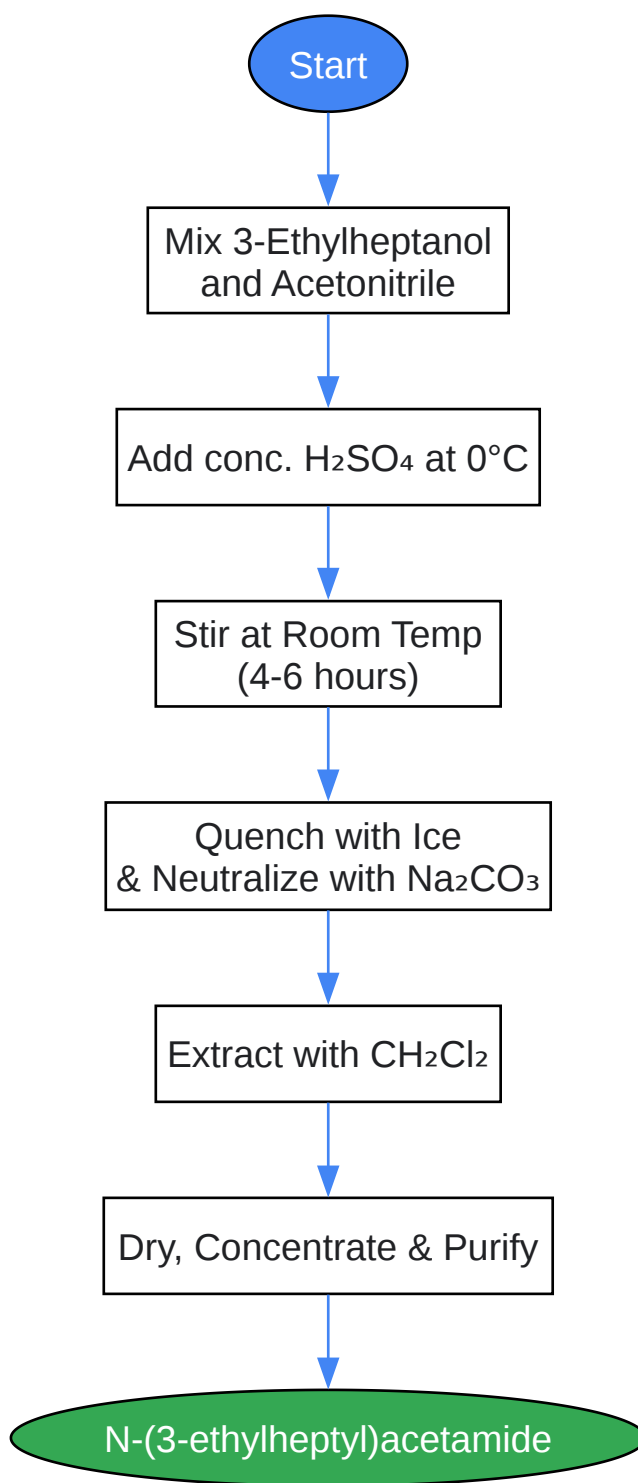 Start
Mix 3-Ethylheptanol
and Acetonitrile
Add conc. H₂SO₄ at 0°C
Stir at Room Temp
(4-6 hours)
Quench with Ice
& Neutralize with Na₂CO₃
Extract with CH₂Cl₂
Dry, Concentrate & Purify
N-(3-ethylheptyl)acetamide